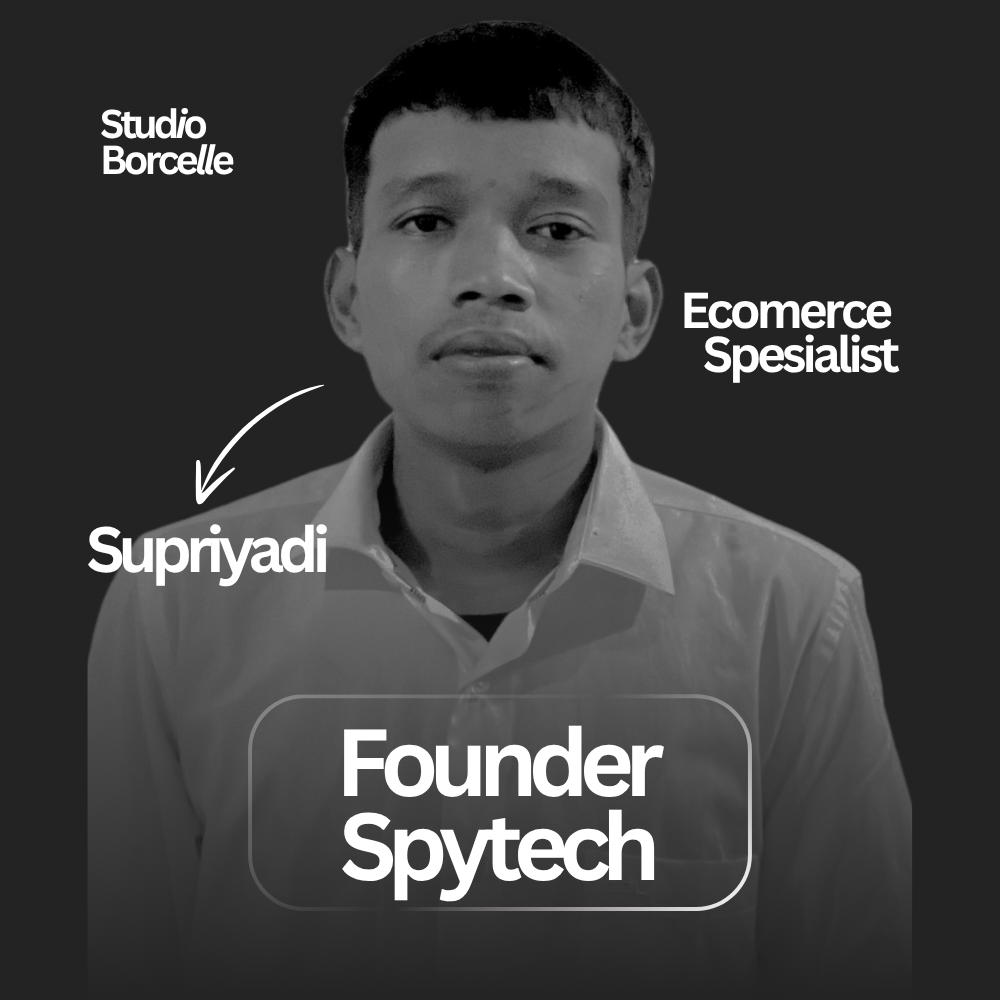 Studio
Borcelle
Ecomerce
Spesialist
Supriyadi
Founder
Spytech